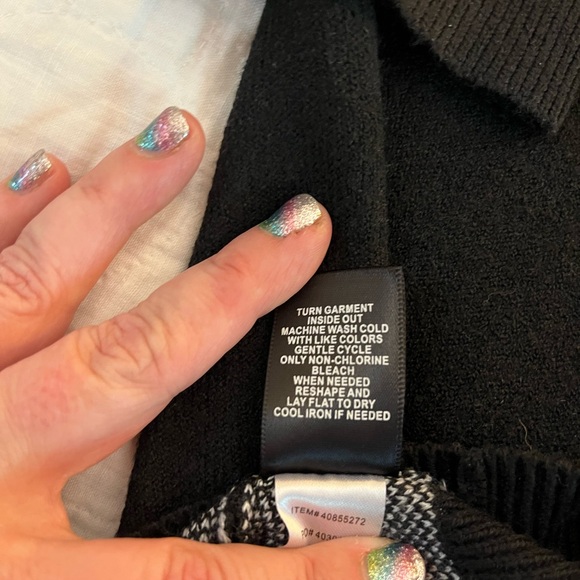 TURN GARMENT
INSIDE OUT
MACHINE WASH COLD
WITH LIKE COLORS
GENTLE CYCLE
ONLY NON-CHLORINE
BLEACH
WHEN NEEDED
RESHAPE AND
LAY FLAT TO DRY
COOL IRON IF NEEDED
ITEM# 40855272